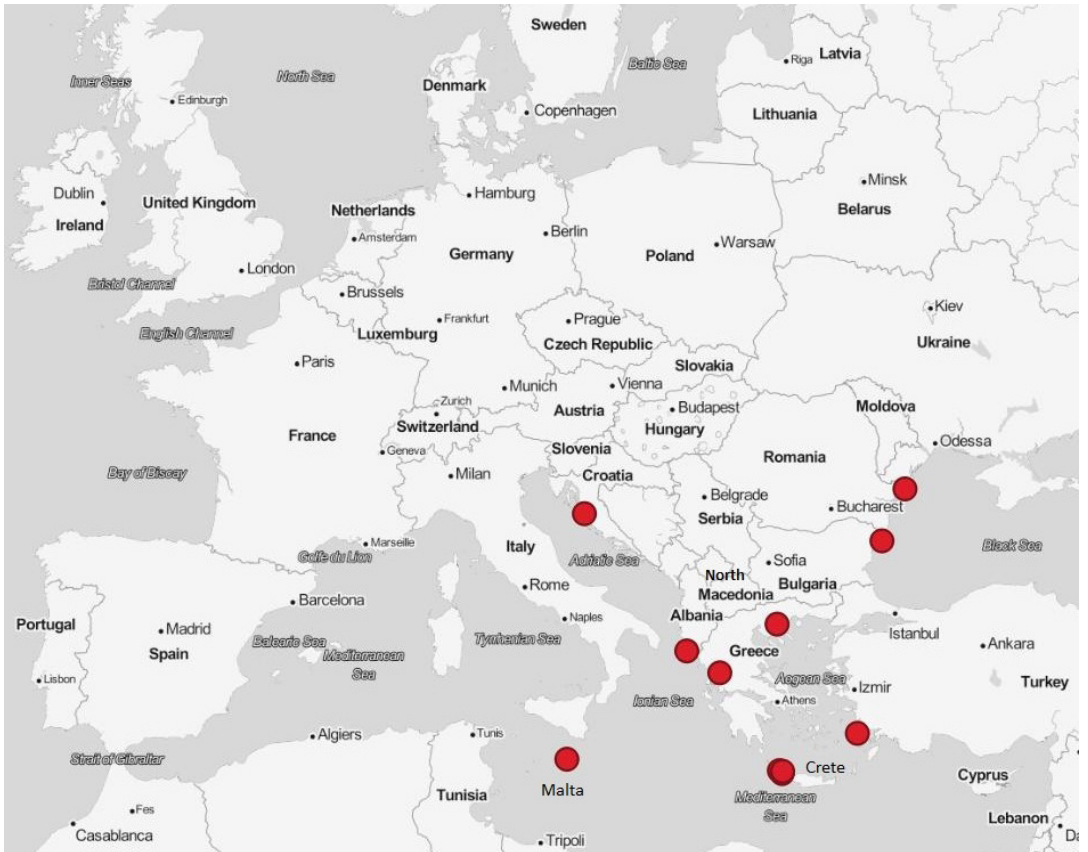 Sweden
Baltic Sea
Latvia
Riga
Inner Seas
North Sea
Denmark
Edinburgh
Copenhagen
Lithuania
Dublin
Ireland
United Kingdom
Netherlands
Hamburg
Minsk
Belarus
Amsterdam
Berlin
Germany
Poland
Warsaw
London
Bristol Channel
Brussels
English Channel
Luxemburg
Frankfurt
Prague
Czech Republic
Kiev
Ukraine
Paris
Slovakia
Munich
Vienna
Zurich
Austria
Budapest
Hungary
Moldova
France
Switzerland
Geneva
Slovenia
Odessa
Romania
Bay of Biscay
Milan
Croatia
Belgrade
Serbia
Bucharest
Marseille
Golfe du Lion
Italy
Adriatic Sea
Sofia
Black Sea
North
Macedonia
Bulgaria
Rome
Barcelona
Portugal
Madrid
Spain
Balearic Sea
Mediterranean
Sea
Naples
Tyrrhenian Sea
Albania
Istanbul
Ankara
Greece
Lisbon
Ionian Sea
Aegean Sea
Athens
Izmir
Turkey
Algiers
Tunis
Strait of Gibraltar
Malta
Crete
Cyprus
Tunisia
Mediterranean
Sea
Fes
Casablanca
Lebanon
Tripoli
Da